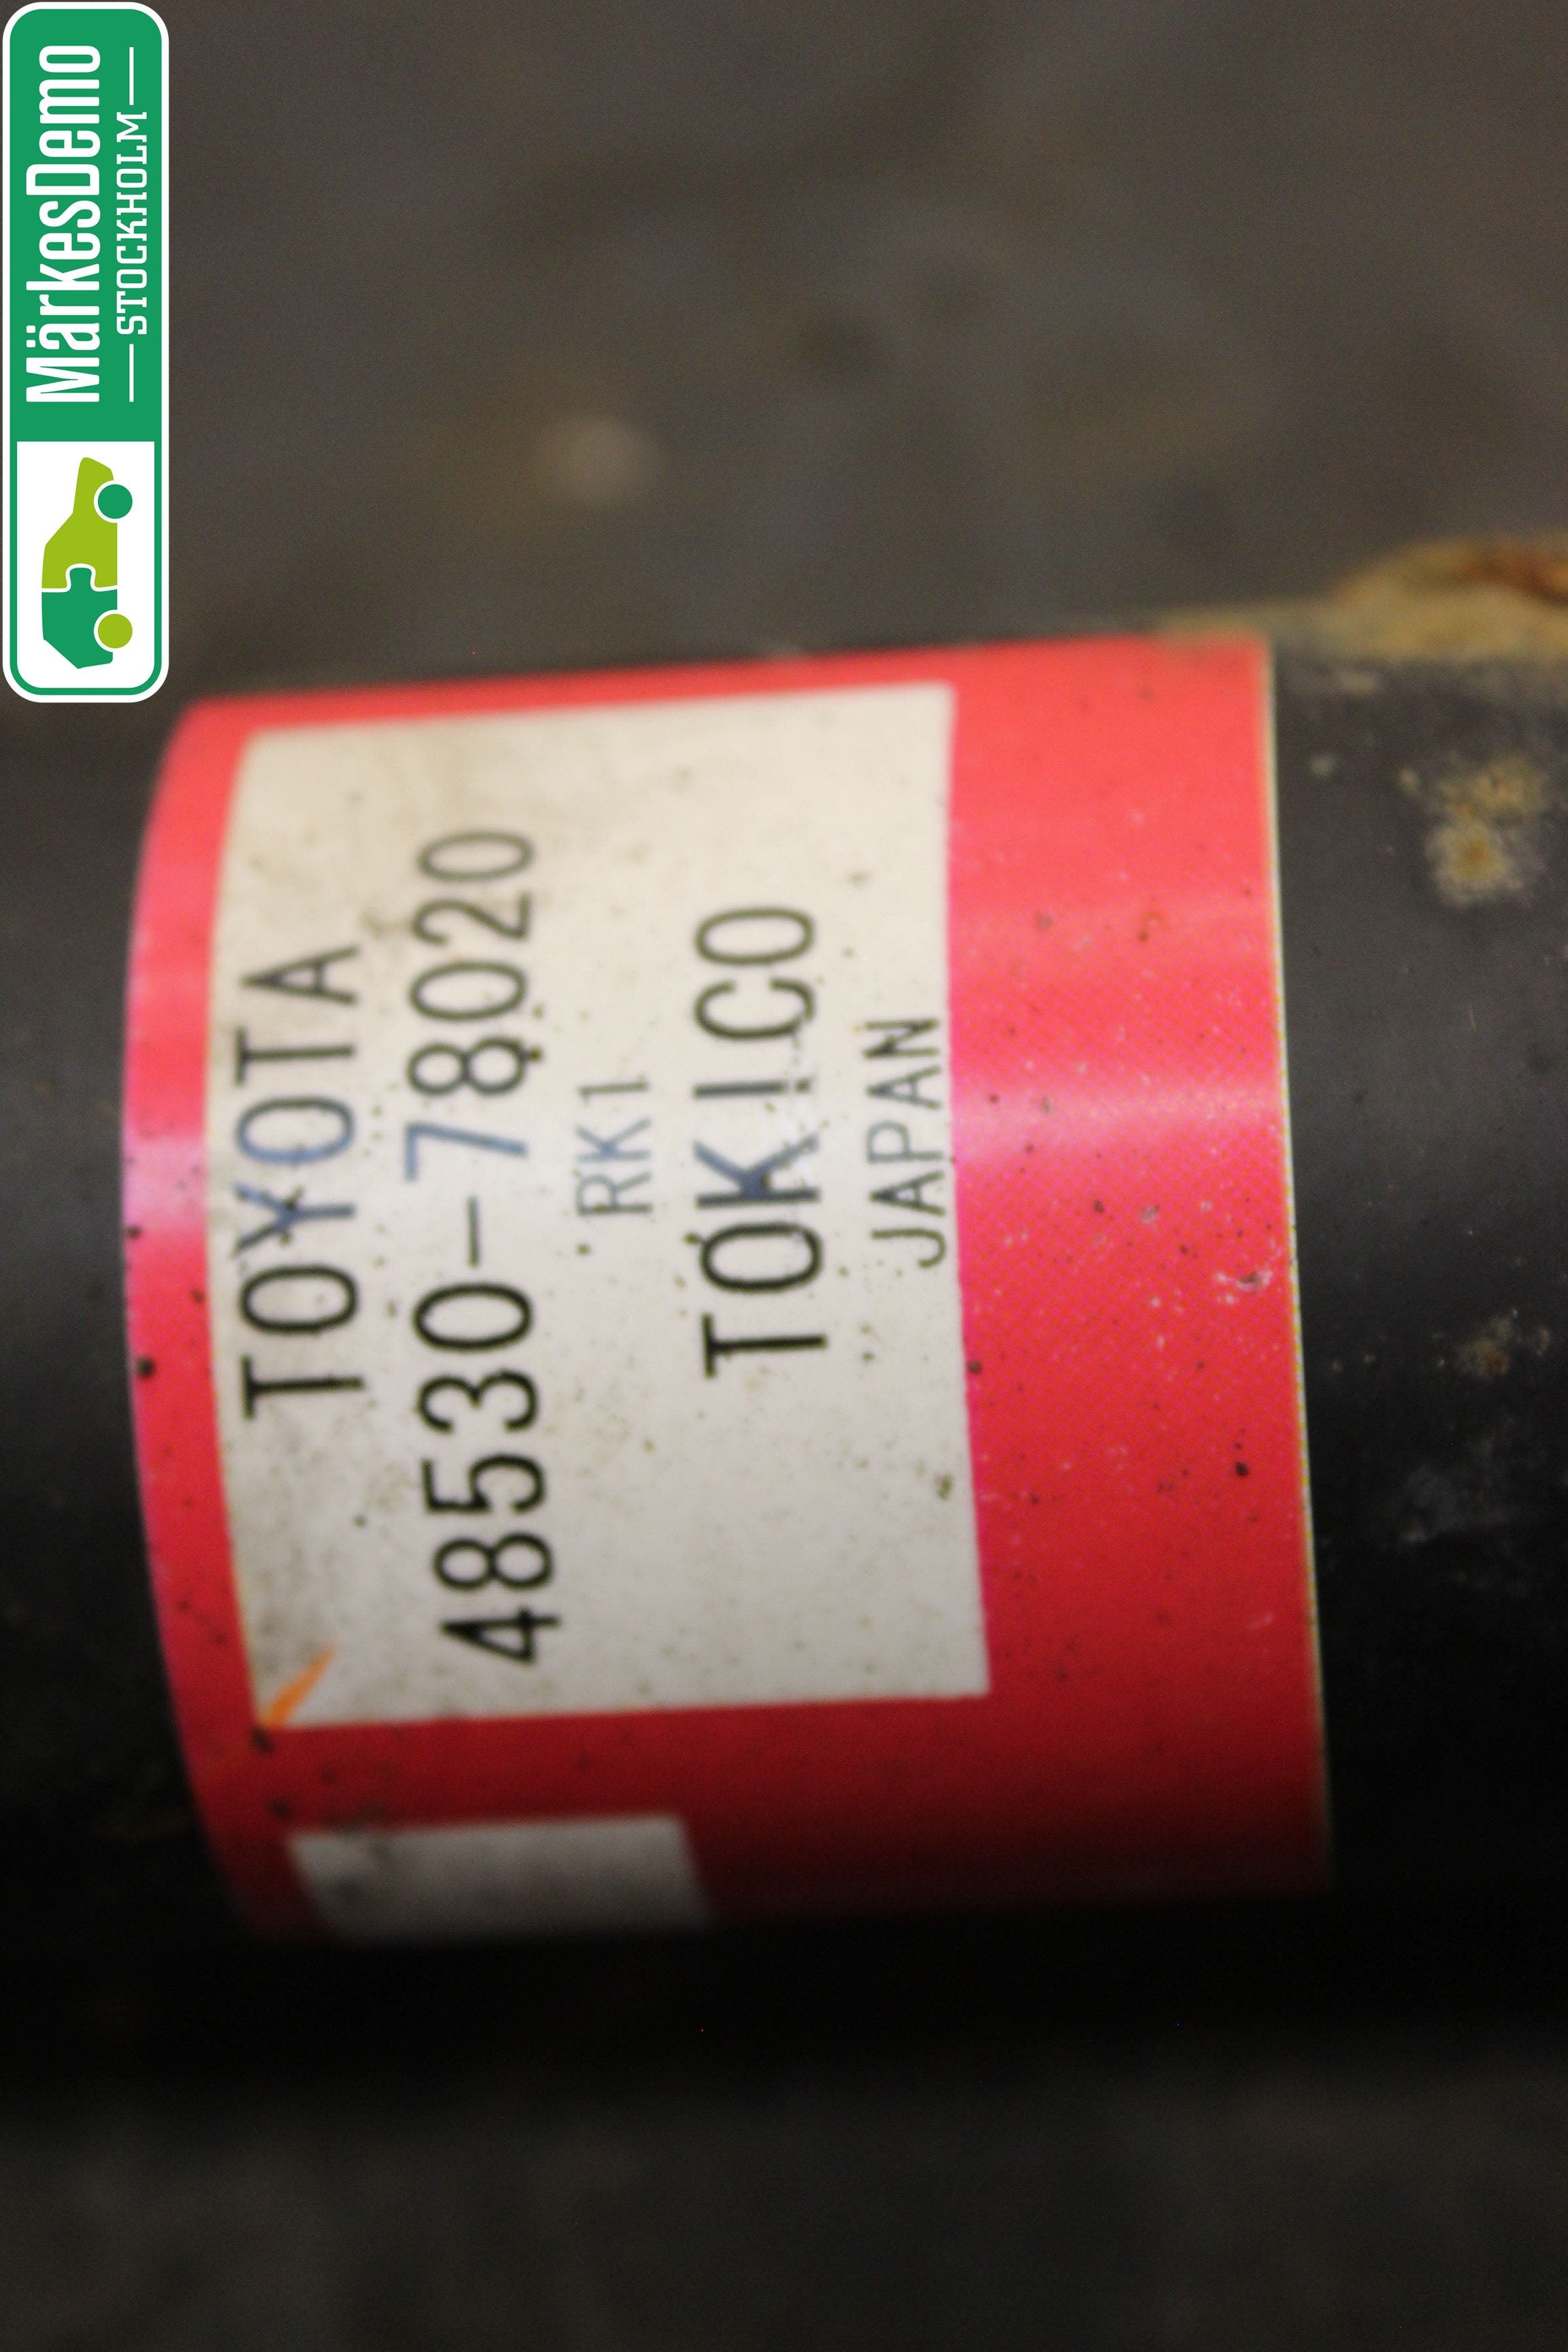 MärkesDemo
STOCKHOLM
TOYOTA
48530-78020
RK1
TOKICO
JAPAN